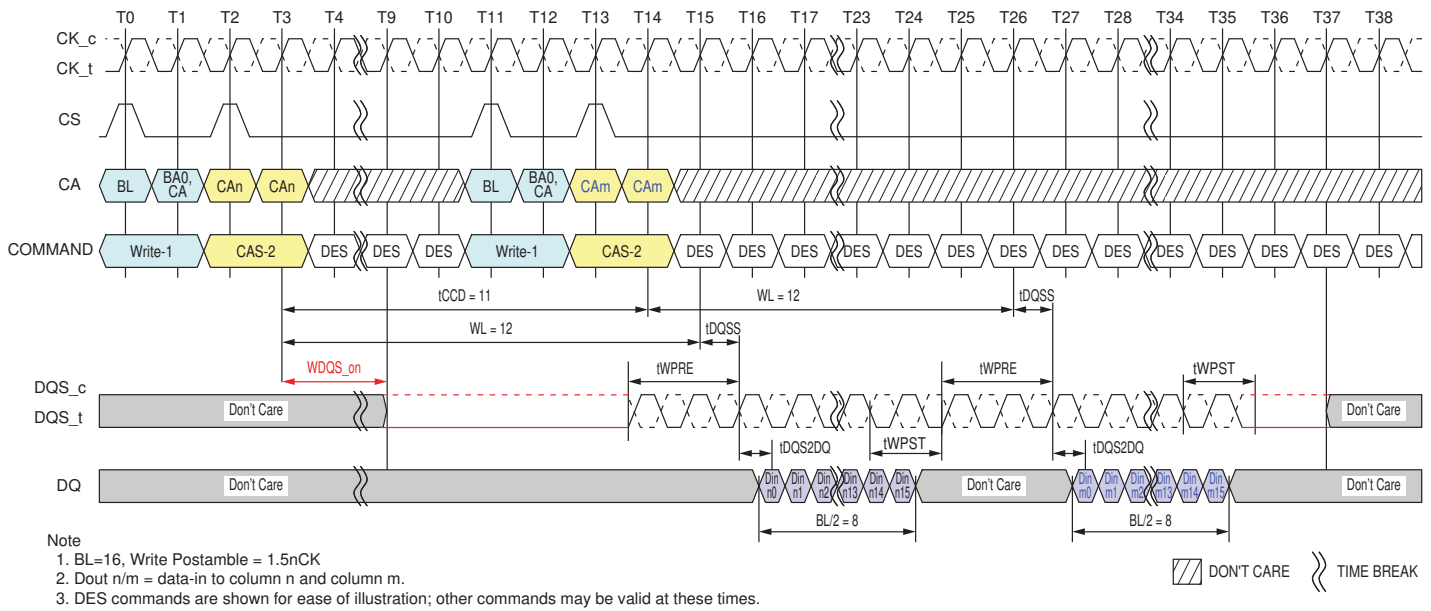 T0 T1 T2 T3 T4 T9 T10 T11 T12 T13 T14 T15 T16 T17 T23 T24 T25 T26 T27 T28 T34 T35 T36 T37 T38
CK_c
CK_t
CS
CA BL BA0, CA CAn CAn BL BA0, CA CAm CAm
COMMAND Write-1 CAS-2 DES DES DES Write-1 CAS-2 DES DES DES DES DES DES DES DES DES DES DES DES DES DES
tCCD = 11 WL = 12 tDQSS
WL = 12 tDQSS
WDQS_on tWPRE tWPRE tWPST
DQS_c
DQS_t Don't Care Don't Care
tDQS2DQ tWPST tDQS2DQ
DQ Don't Care Din n0 Din n1 Din n2 Din n13 Din n14 Din n15 Don't Care Din m0 Din m1 Din m2 Din m13 Din m14 Din m15 Don't Care
BL/2 = 8 BL/2 = 8
Note
1. BL=16, Write Postamble = 1.5nCK
2. Dout n/m = data-in to column n and column m.
3. DES commands are shown for ease of illustration; other commands may be valid at these times.
DON'T CARE TIME BREAK